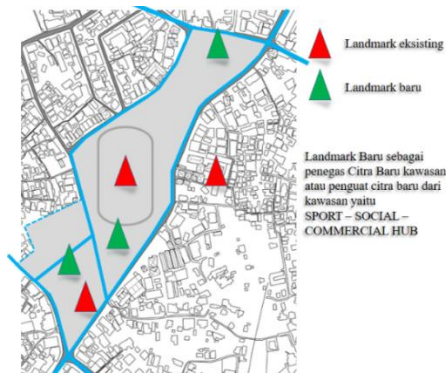 Landmark eksisting
Landmark baru
Landmark Baru sebagai
penegas Citra Baru kawasan
atau penguat citra baru dari
kawasan yaitu
SPORT – SOCIAL –
COMMERCIAL HUB